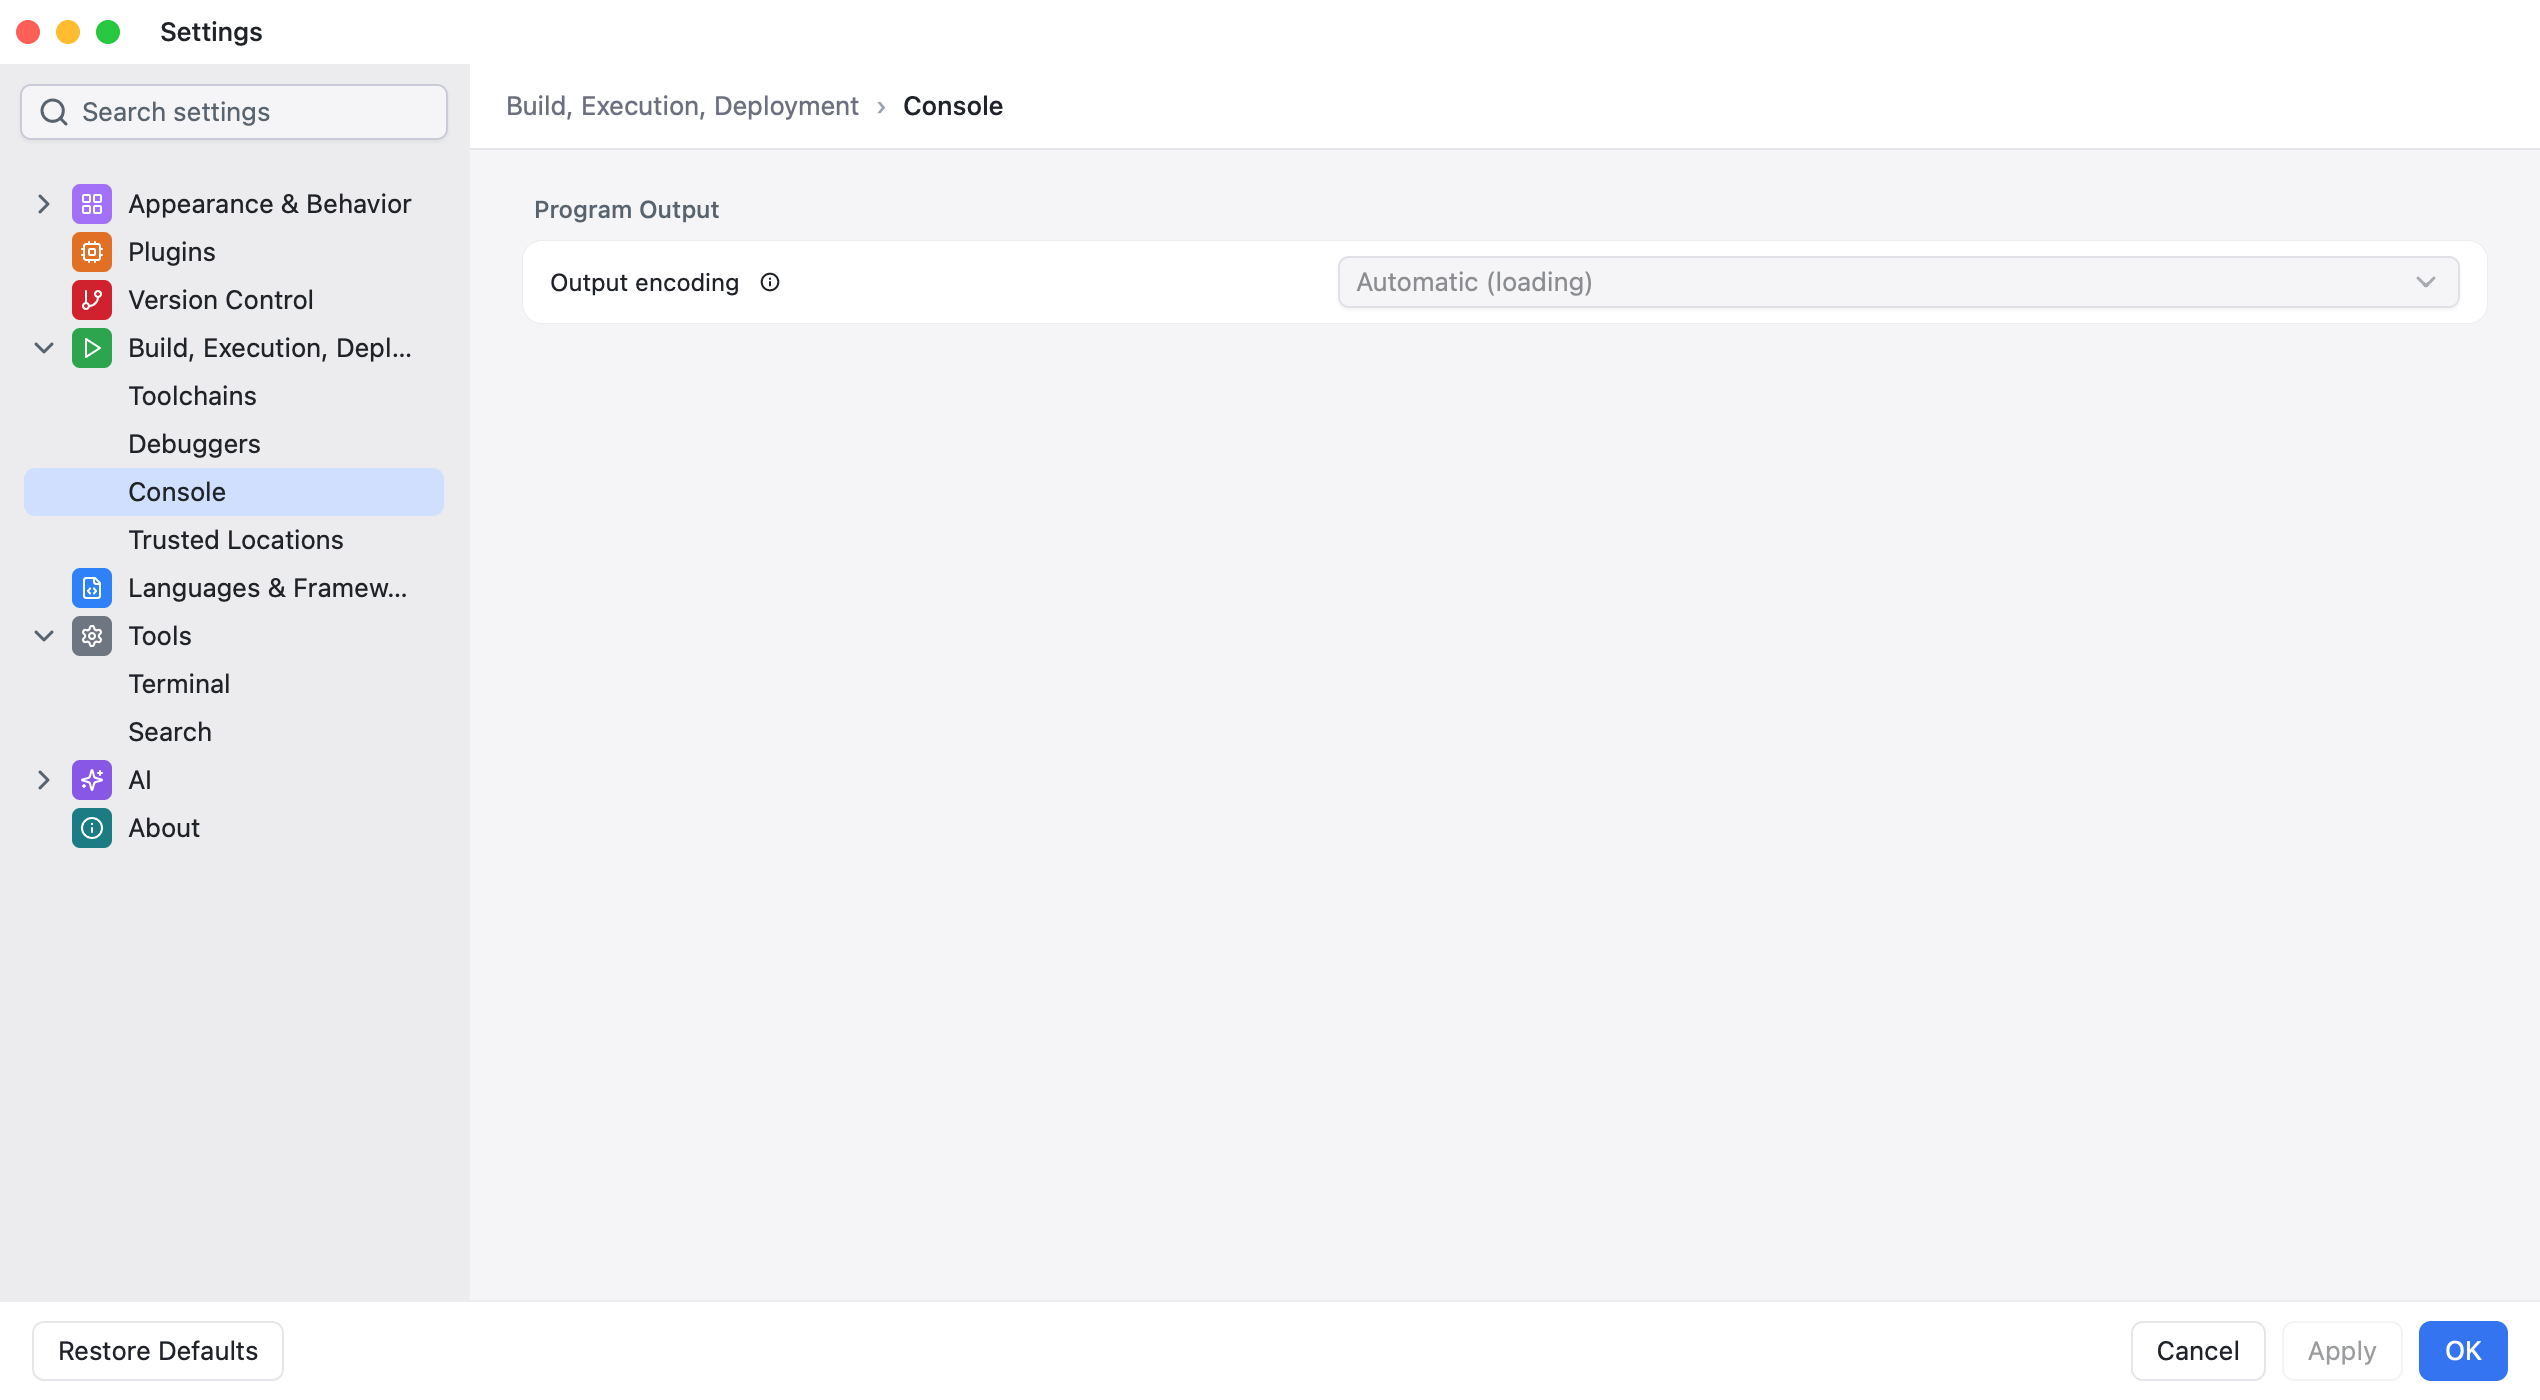 Settings
Search settings
Appearance & Behavior
Plugins
Version Control
Build, Execution, Depl...
Toolchains
Debuggers
Console
Trusted Locations
Languages & Framew...
Tools
Terminal
Search
AI
About
Build, Execution, Deployment › Console
Program Output
Output encoding
Automatic (loading)
Restore Defaults
Cancel
Apply
OK